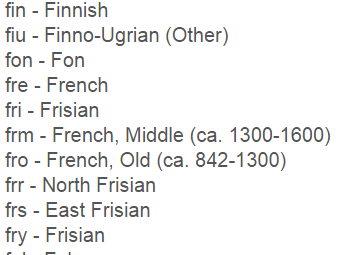 fin - Finnish
fiu - Finno-Ugrian (Other)
fon - Fon
fre - French
fri - Frisian
frm - French, Middle (ca. 1300-1600)
fro - French, Old (ca. 842-1300)
frr - North Frisian
frs - East Frisian
fry - Frisian